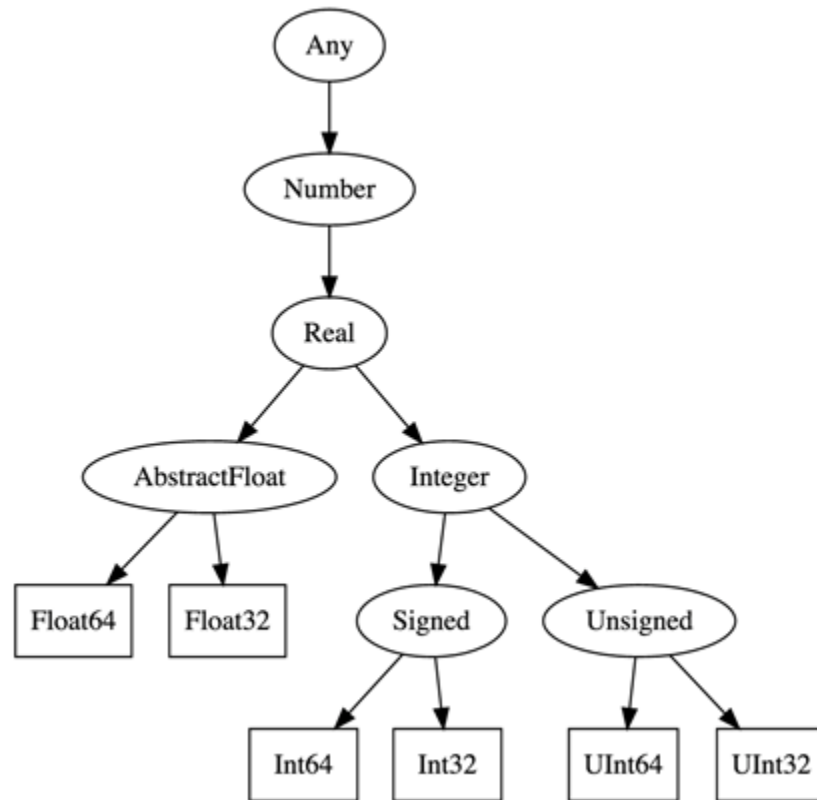 Any
Number
Real
AbstractFloat
Integer
Float64
Float32
Signed
Unsigned
Int64
Int32
UInt64
UInt32